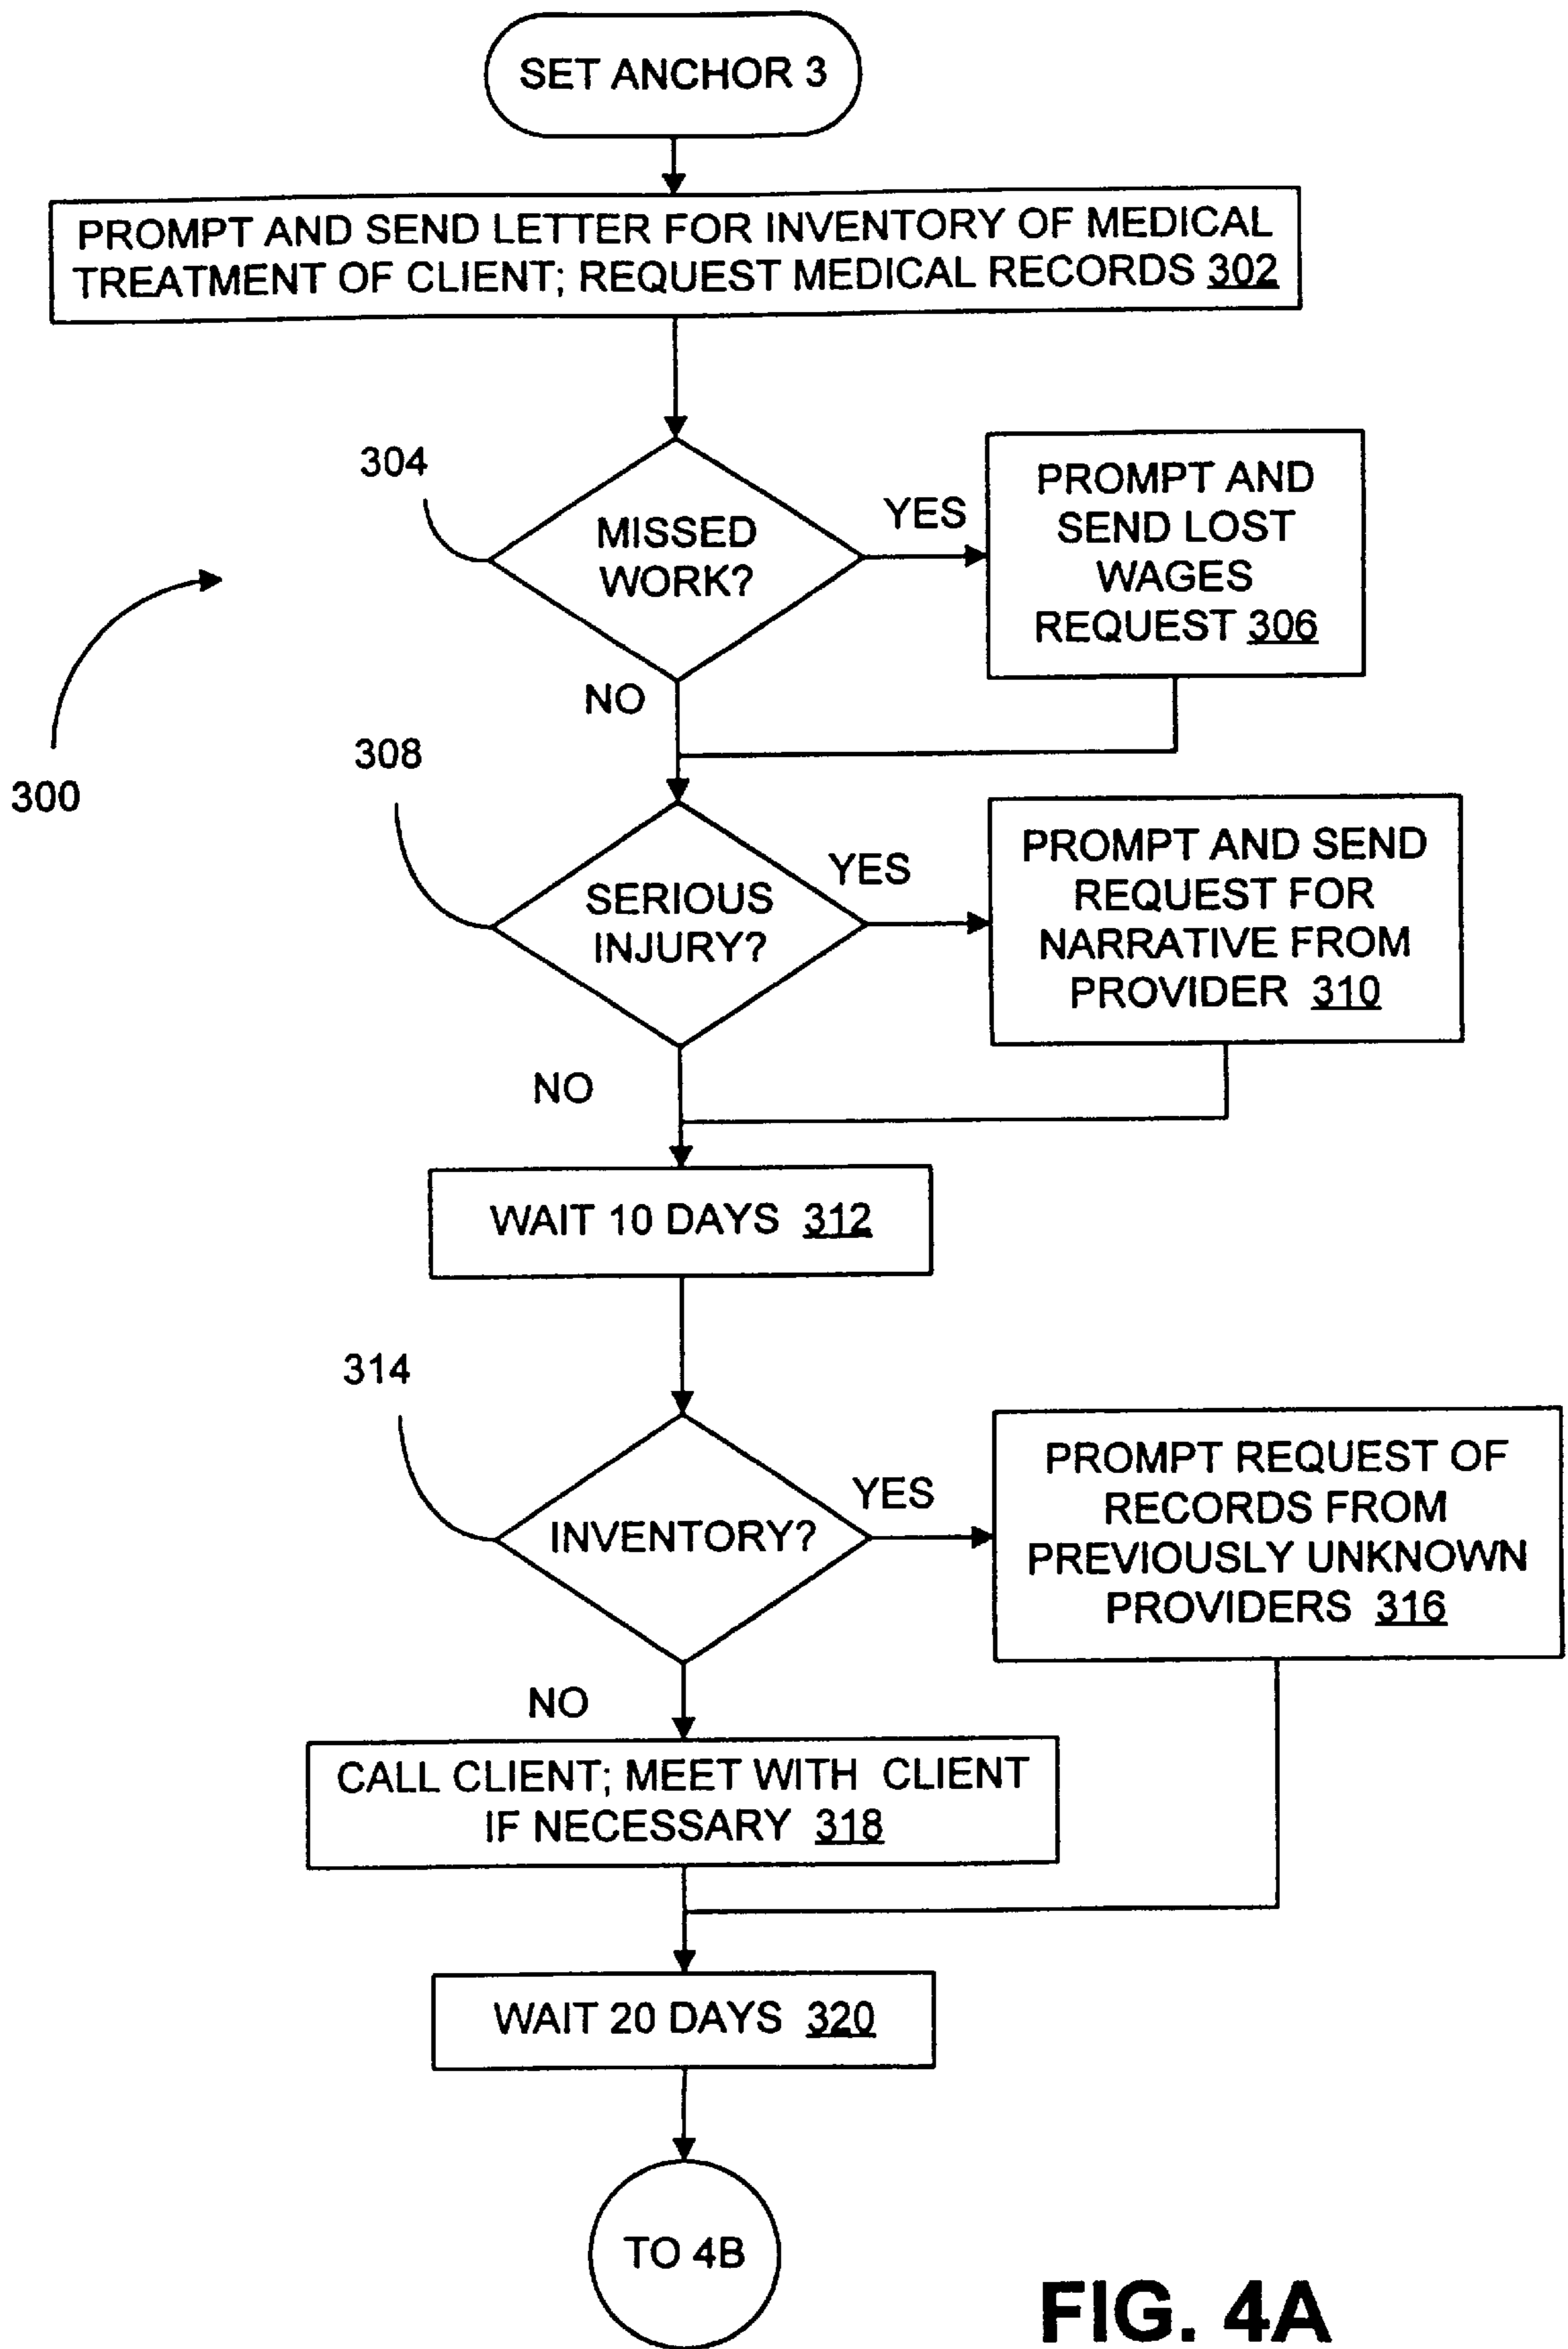 SET ANCHOR 3
PROMPT AND SEND LETTER FOR INVENTORY OF MEDICAL
TREATMENT OF CLIENT; REQUEST MEDICAL RECORDS 302
304
MISSED
WORK?
YES
PROMPT AND
SEND LOST
WAGES
REQUEST 306
NO
300
308
SERIOUS
INJURY?
YES
PROMPT AND SEND
REQUEST FOR
NARRATIVE FROM
PROVIDER 310
NO
WAIT 10 DAYS 312
314
INVENTORY?
YES
PROMPT REQUEST OF
RECORDS FROM
PREVIOUSLY UNKNOWN
PROVIDERS 316
NO
CALL CLIENT; MEET WITH CLIENT
IF NECESSARY 318
WAIT 20 DAYS 320
TO 4B
FIG. 4A